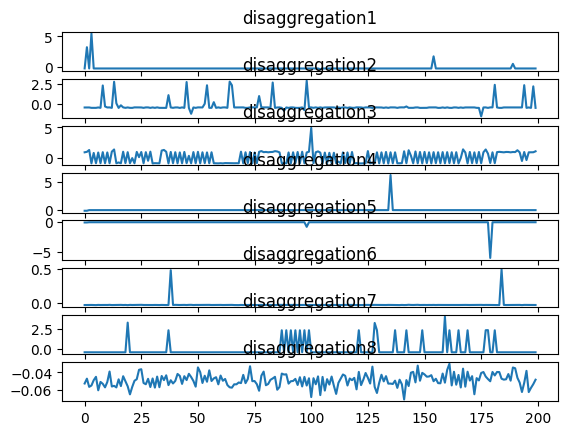 disaggregation1
5
0
disaggregation2
2.5
0.0
disaggregation3
5
0
disaggregation4
5
0
disaggregation5
0
−5
disaggregation6
0.5
0.0
disaggregation7
2.5
0.0
disaggregation8
−0.04
−0.06
0 25 50 75 100 125 150 175 200